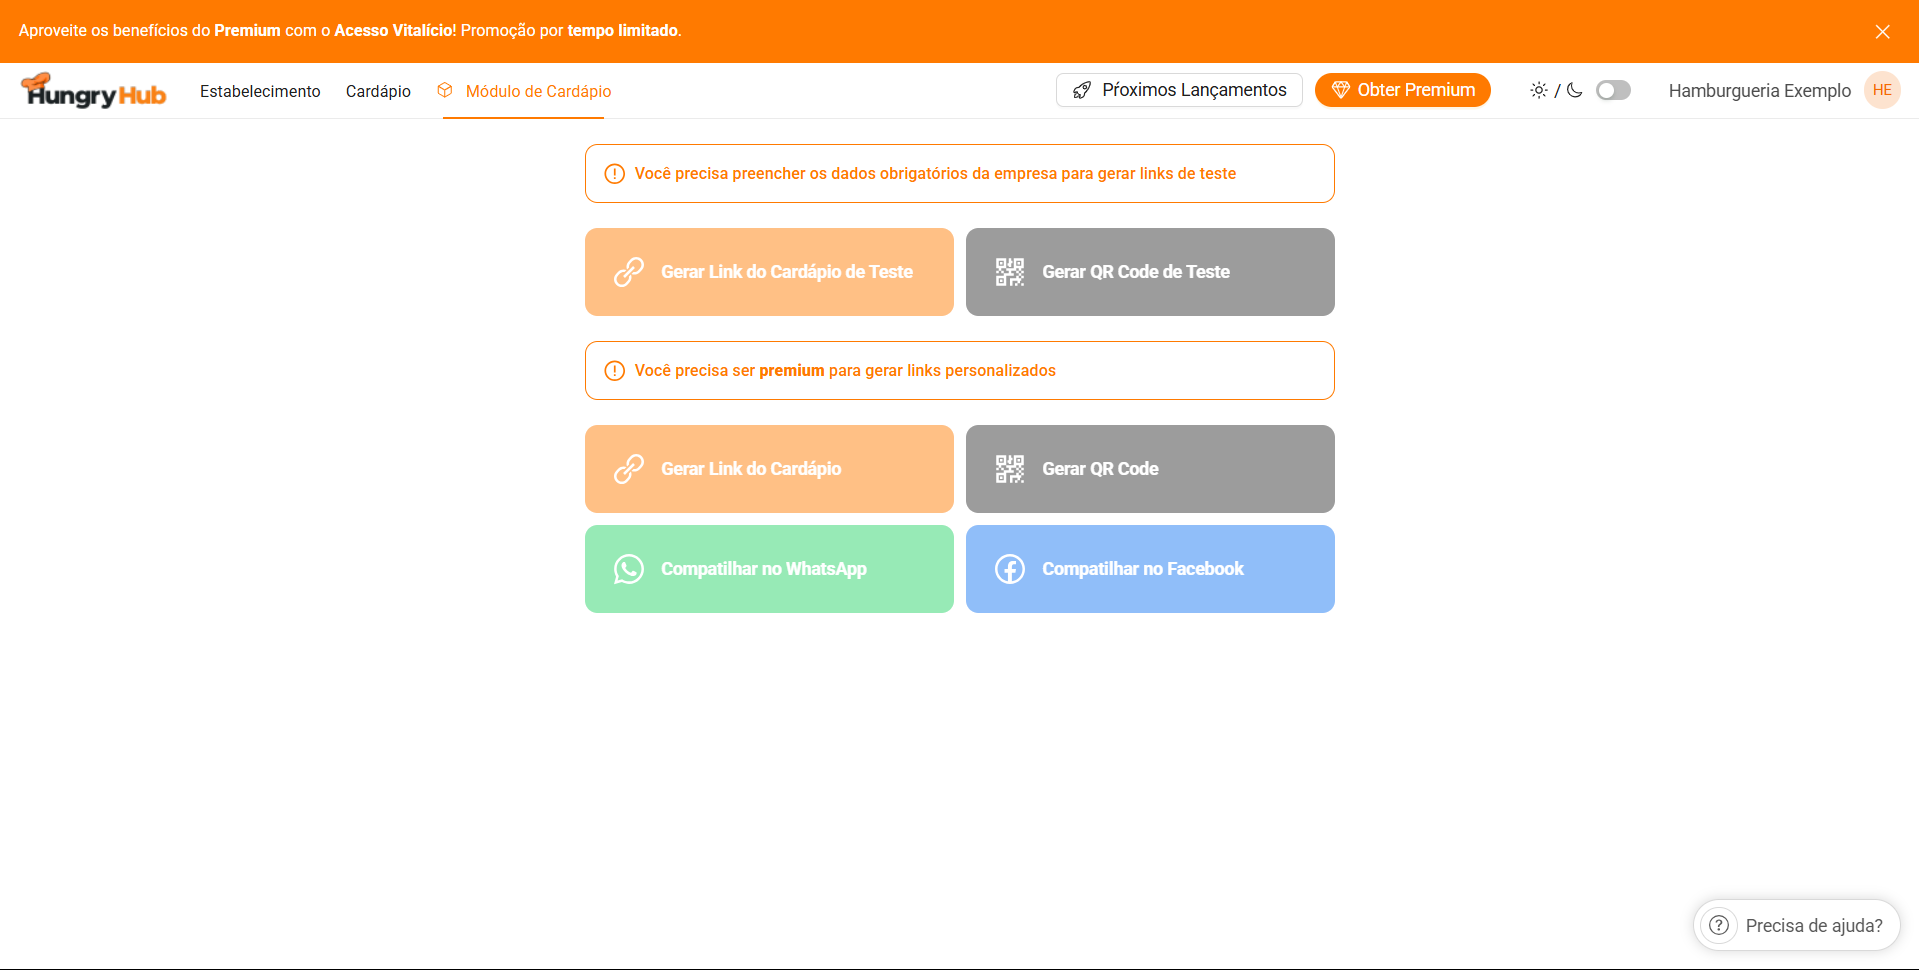 Aproveite os benefícios do Premium com o Acesso Vitalício! Promoção por tempo limitado.
HungryHub
Estabelecimento
Cardápio
Módulo de Cardápio
Pŕoximos Lançamentos
Obter Premium
/
Hamburgueria Exemplo
HE
Você precisa preencher os dados obrigatórios da empresa para gerar links de teste
Gerar Link do Cardápio de Teste
Gerar QR Code de Teste
Você precisa ser premium para gerar links personalizados
Gerar Link do Cardápio
Gerar QR Code
Compatilhar no WhatsApp
Compatilhar no Facebook
Precisa de ajuda?